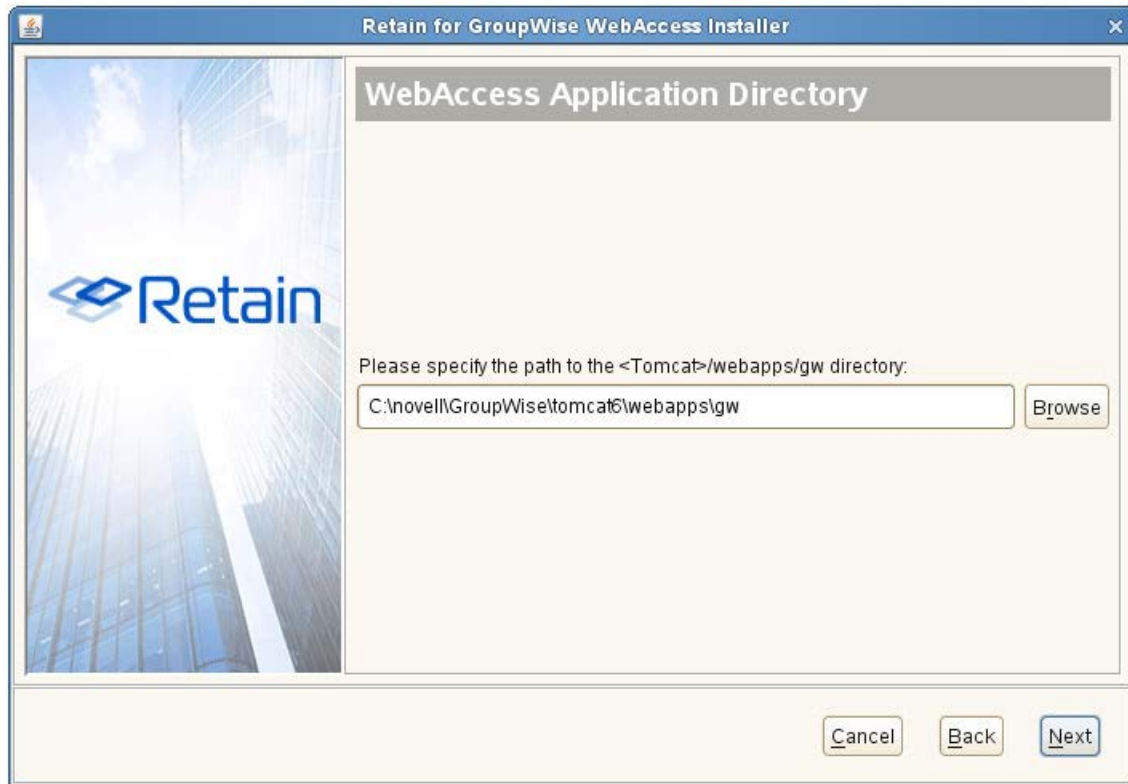 Retain for GroupWise WebAccess Installer
WebAccess Application Directory
Retain
Please specify the path to the <Tomcat>/webapps/gw directory:
C:\novell\GroupWise\tomcat6\webapps\gw
Browse
Cancel
Back
Next